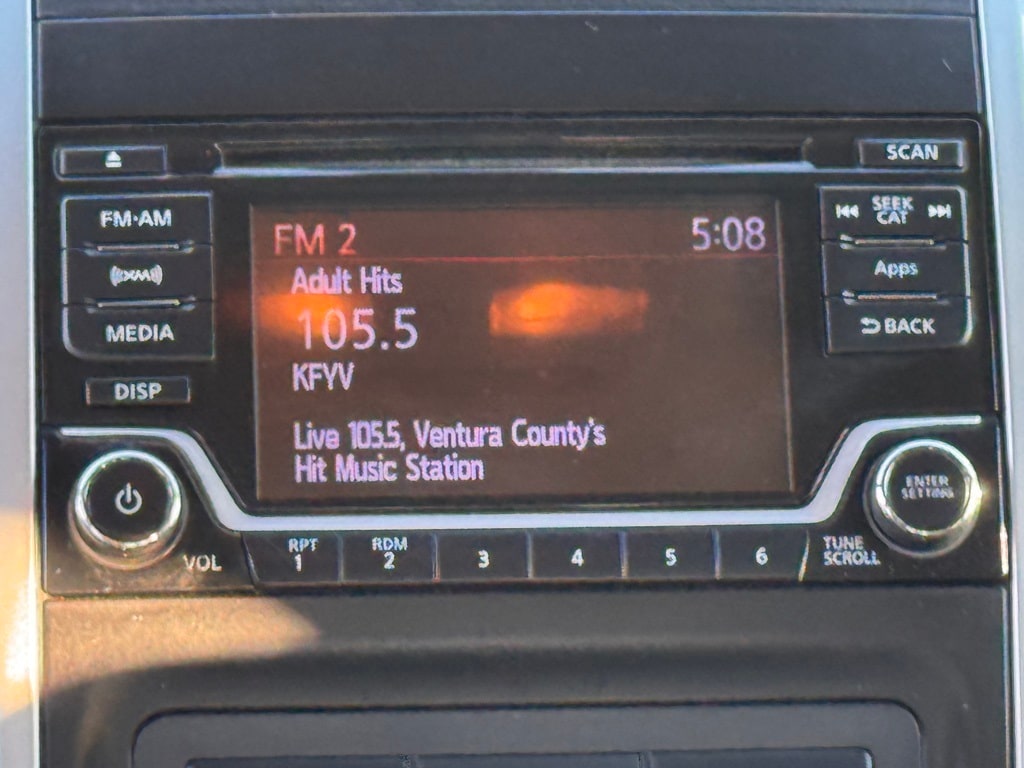 SCAN
FM·AM
SEEK
CAT
FM 2 5:08
Adult Hits
(((XM)))
Apps
105.5
MEDIA
BACK
KFYV
DISP
Live 105.5, Ventura County's
Hit Music Station
ENTER
SETTING
VOL
RPT
1
RDM
2
3
4
5
6
TUNE
SCROLL